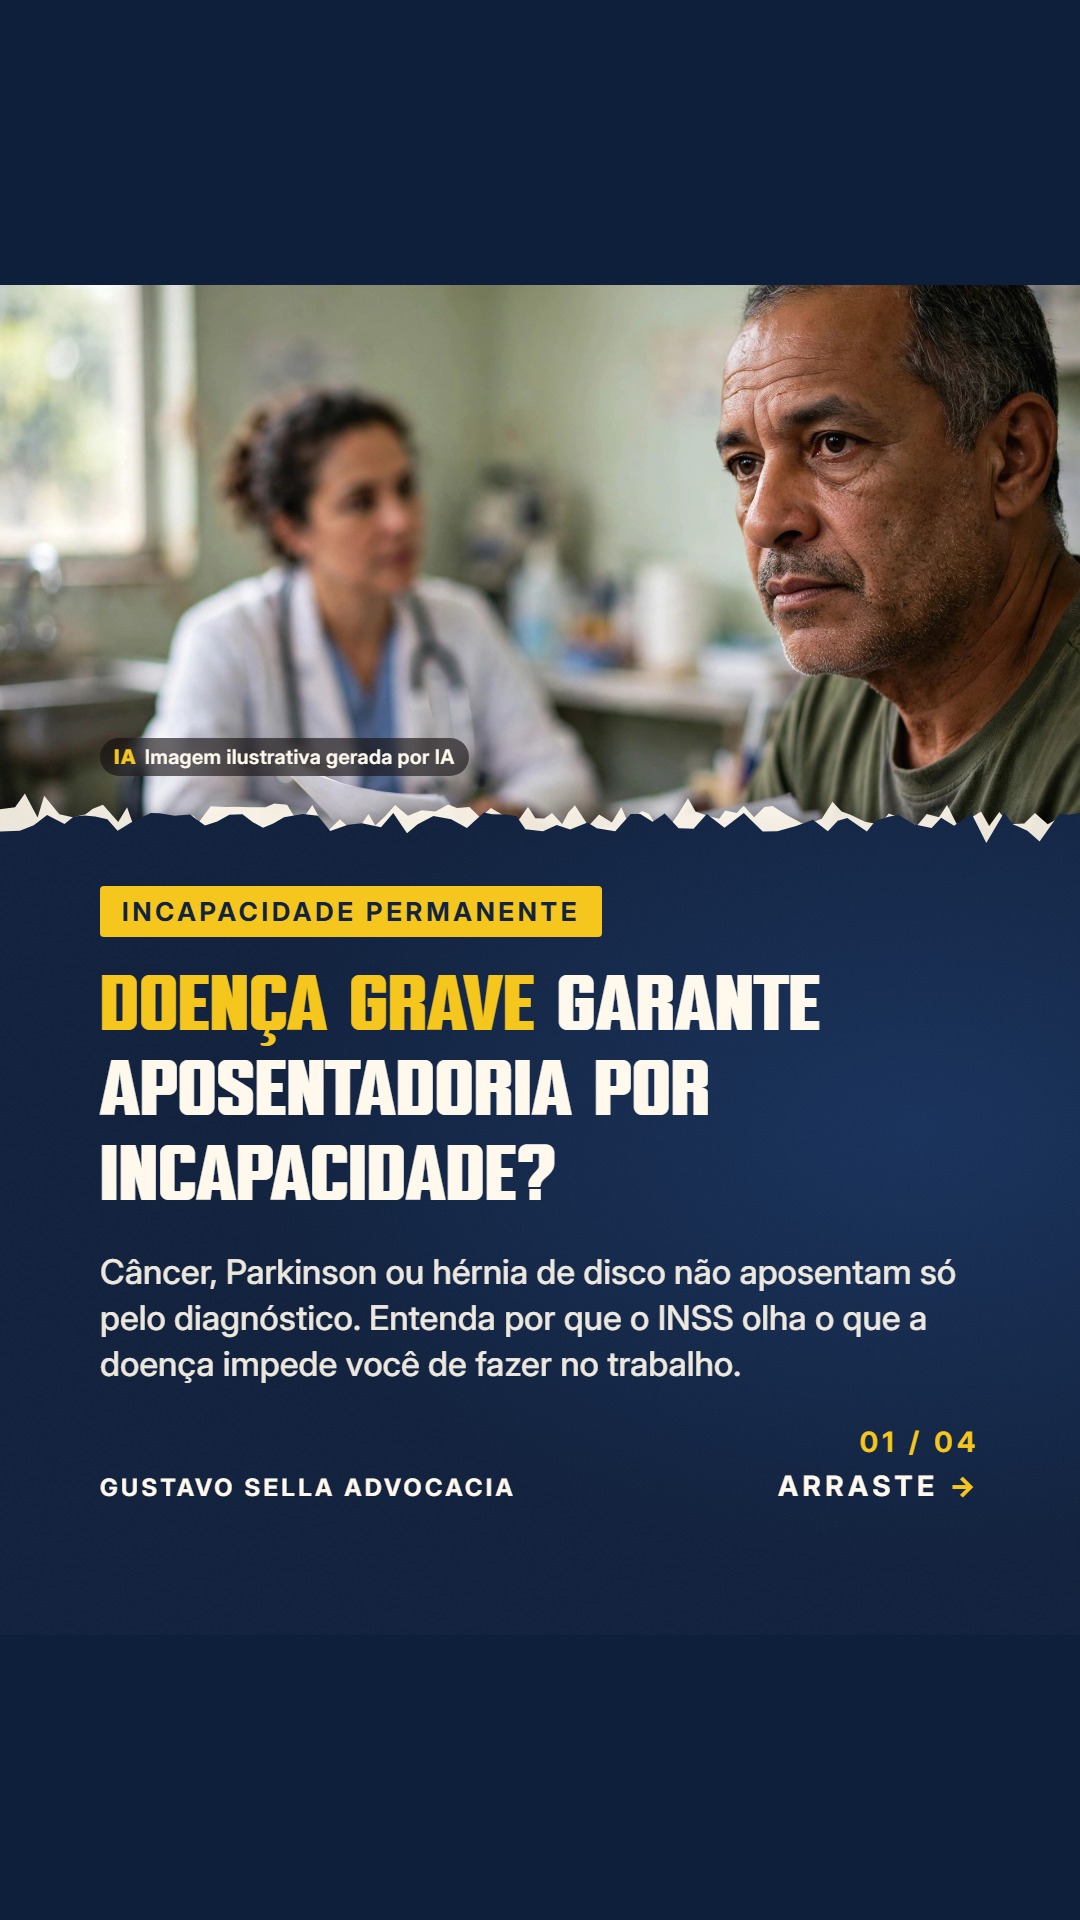 IA Imagem ilustrativa gerada por IA
INCAPACIDADE PERMANENTE
DOENÇA GRAVE GARANTE
APOSENTADORIA POR
INCAPACIDADE?
Câncer, Parkinson ou hérnia de disco não aposentam só
pelo diagnóstico. Entenda por que o INSS olha o que a
doença impede você de fazer no trabalho.
01 / 04
GUSTAVO SELLA ADVOCACIA
ARRASTE →